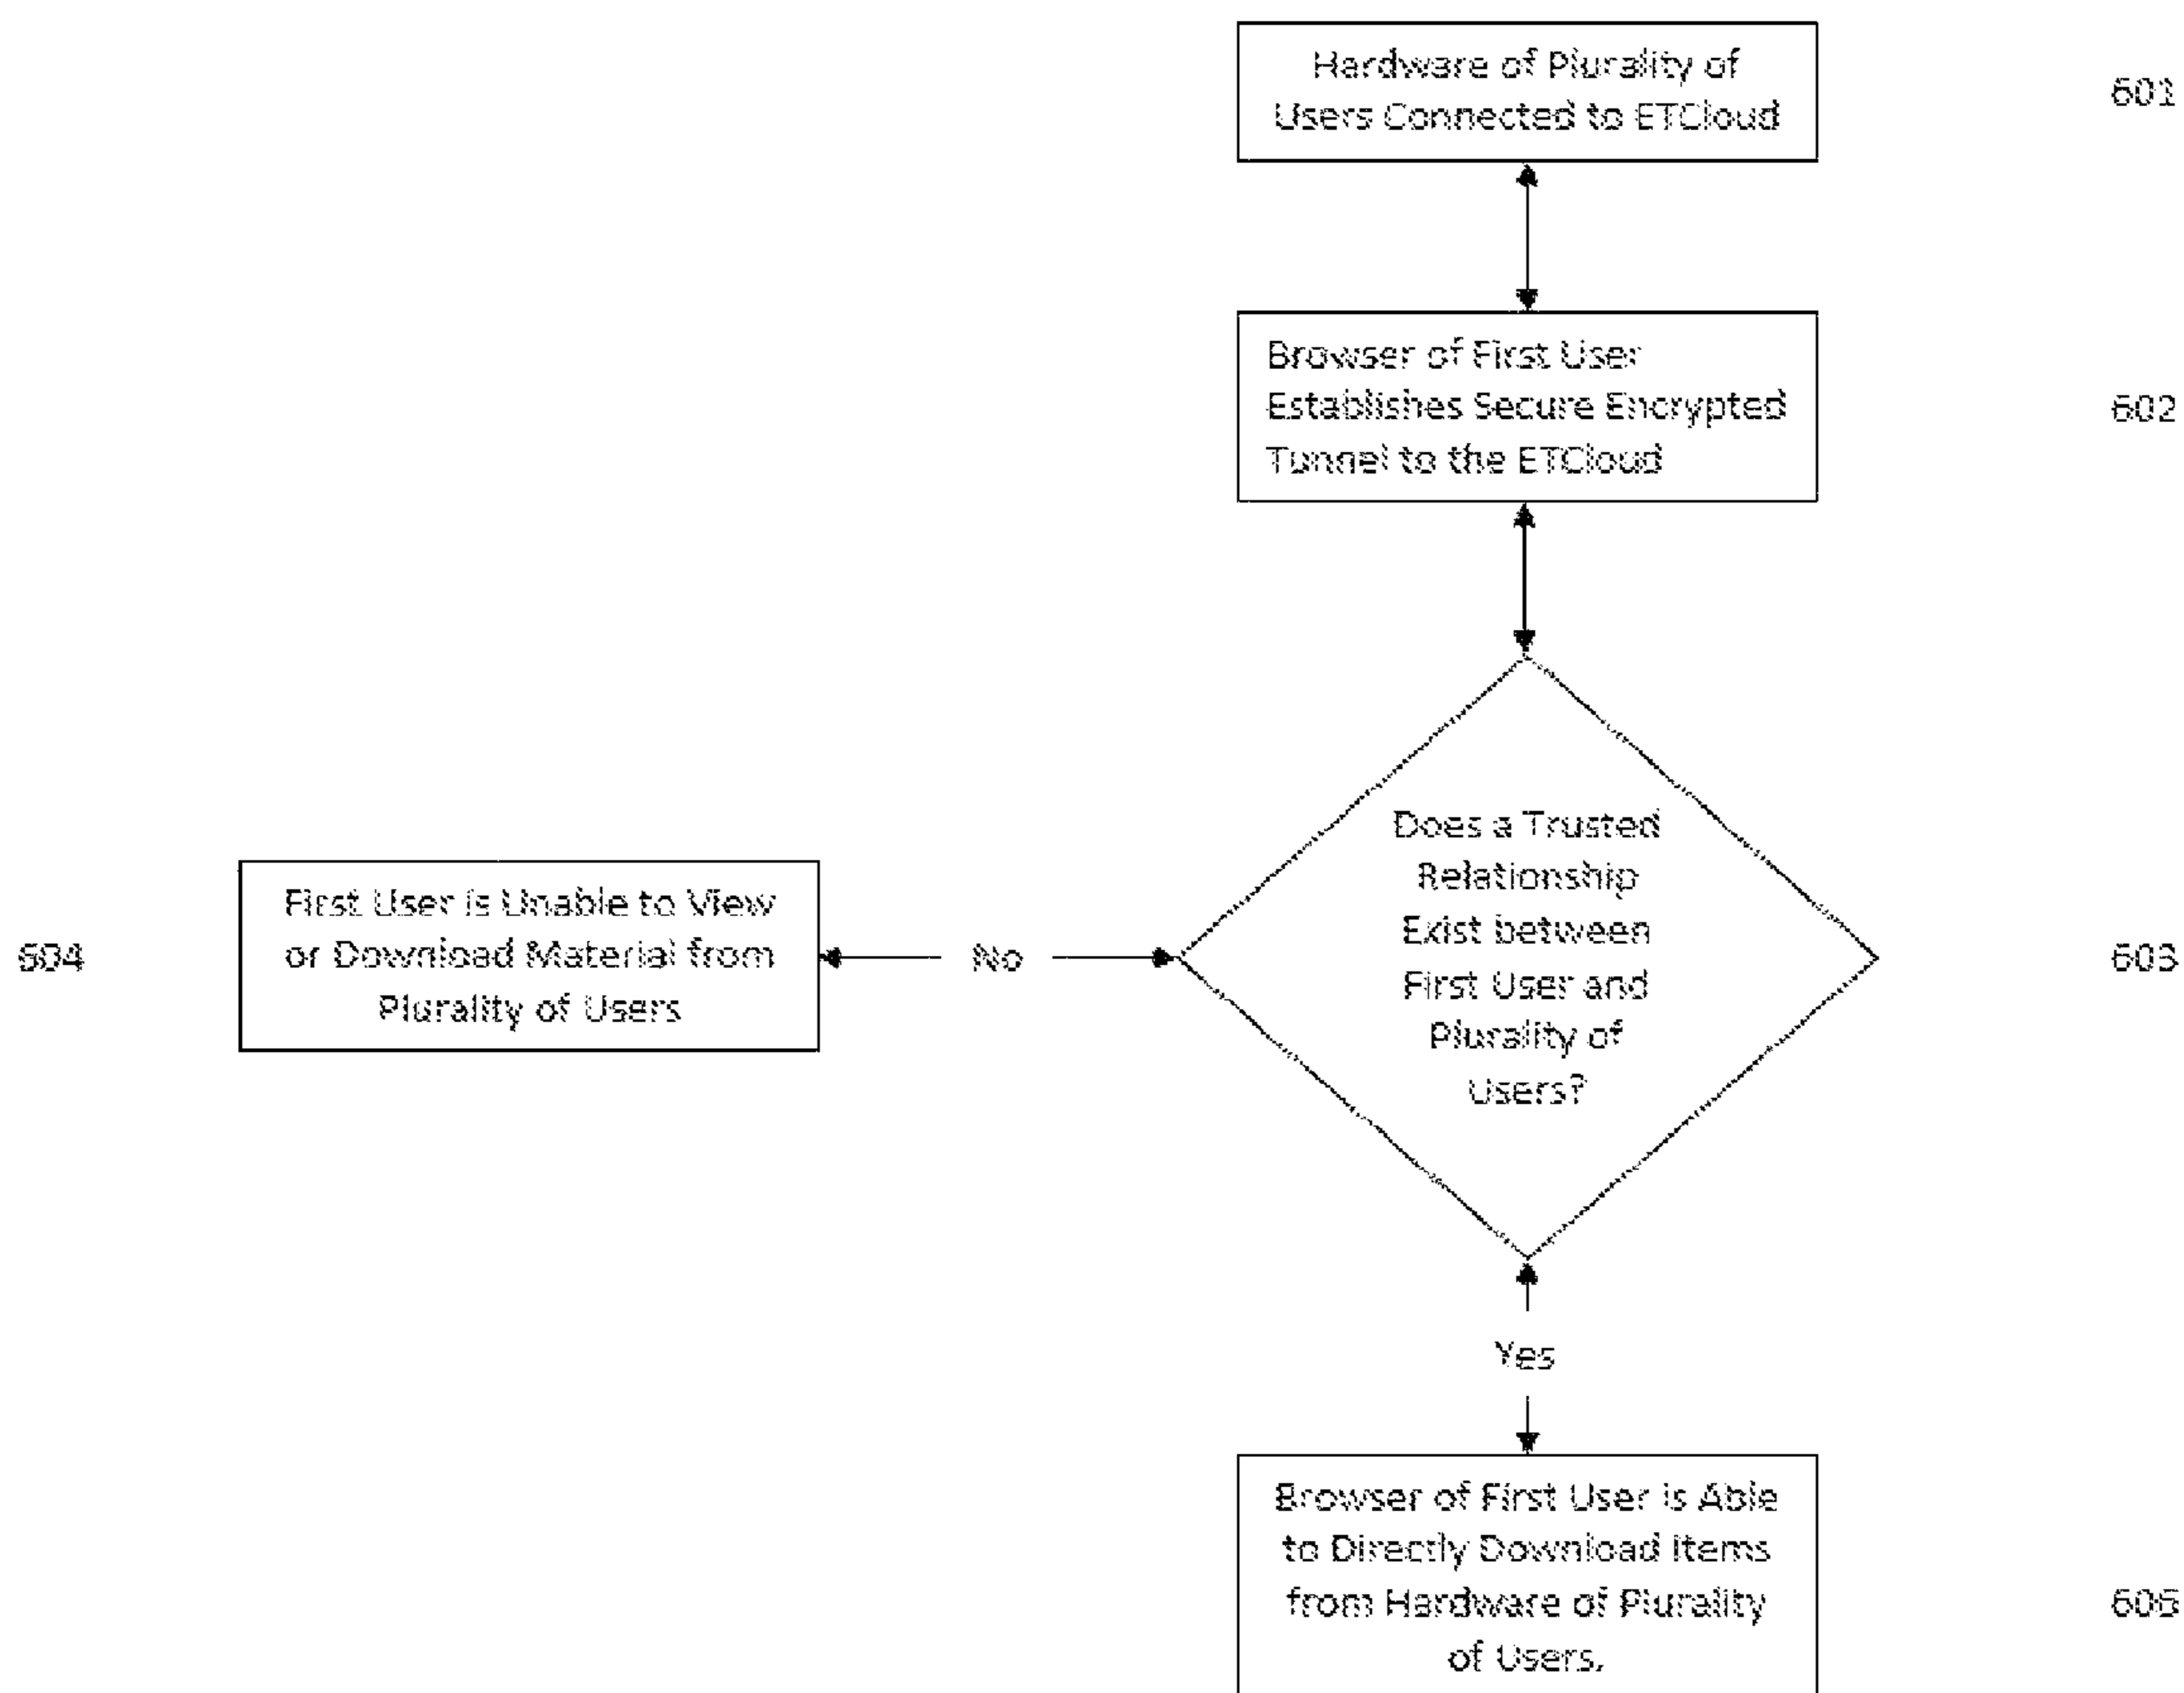 Hardware of Plurality of
Users Connected to ETCloud
601
Browser of First User
Establishes Secure Encrypted
Tunnel to the ETCloud
602
Does a Trusted
Relationship
Exist between
First User and
Plurality of
Users?
603
No
First User is Unable to View
or Download Material from
Plurality of Users
604
Yes
Browser of First User is Able
to Directly Download Items
from Hardware of Plurality
of Users.